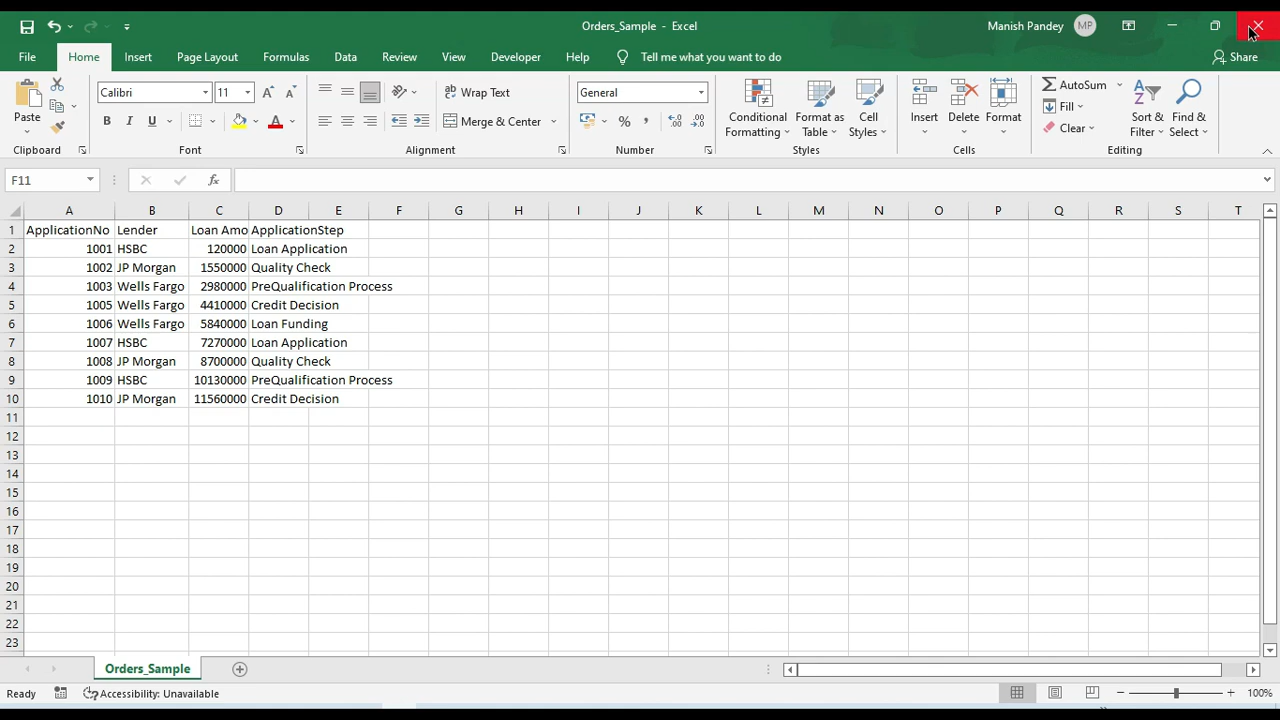 Orders_Sample - Excel
Manish Pandey MP
File Home Insert Page Layout Formulas Data Review View Developer Help Tell me what you want to do Share
Paste
Clipboard
Calibri 11
B I U A
Font
Wrap Text
Merge & Center
Alignment
General
%
Number
Conditional Formatting
Format as Table
Cell Styles
Styles
Insert
Delete
Format
Cells
AutoSum
Fill
Clear
Sort & Filter
Find & Select
Editing
F11 fx
A B C D E F G H I J K L M N O P Q R S T
1 ApplicationNo Lender Loan Amo ApplicationStep
2 1001 HSBC 120000 Loan Application
3 1002 JP Morgan 1550000 Quality Check
4 1003 Wells Fargo 2980000 PreQualification Process
5 1005 Wells Fargo 4410000 Credit Decision
6 1006 Wells Fargo 5840000 Loan Funding
7 1007 HSBC 7270000 Loan Application
8 1008 JP Morgan 8700000 Quality Check
9 1009 HSBC 10130000 PreQualification Process
10 1010 JP Morgan 11560000 Credit Decision
11
12
13
14
15
16
17
18
19
20
21
22
23
Orders_Sample
Ready Accessibility: Unavailable 100%